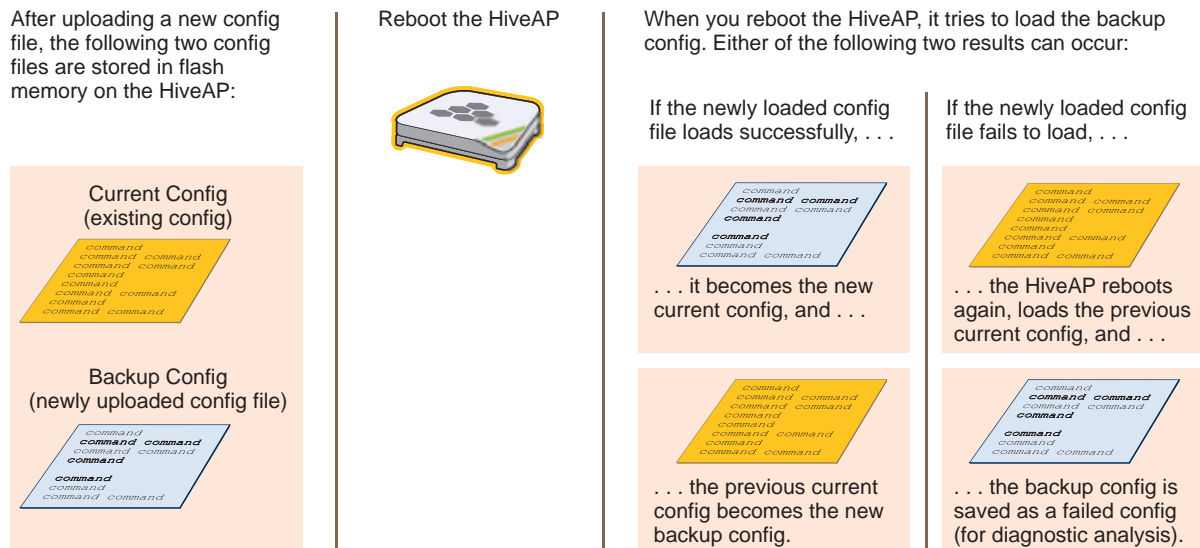 After uploading a new config
file, the following two config
files are stored in flash
memory on the HiveAP:
Current Config
(existing config)
command
command command
command command
command
command
command command
command
command command
Backup Config
(newly uploaded config file)
command
command command
command command
command
command
command
command command
Reboot the HiveAP
When you reboot the HiveAP, it tries to load the backup
config. Either of the following two results can occur:
If the newly loaded config
file loads successfully, . . .
command
command command
command command
command
command
command
command command
. . . it becomes the new
current config, and . . .
command
command command
command command
command
command
command command
command
command command
. . . the previous current
config becomes the new
backup config.
If the newly loaded config
file fails to load, . . .
command
command command
command command
command
command
command command
command
command command
. . . the HiveAP reboots
again, loads the previous
current config, and . . .
command
command command
command command
command
command
command
command command
. . . the backup config is
saved as a failed config
(for diagnostic analysis).